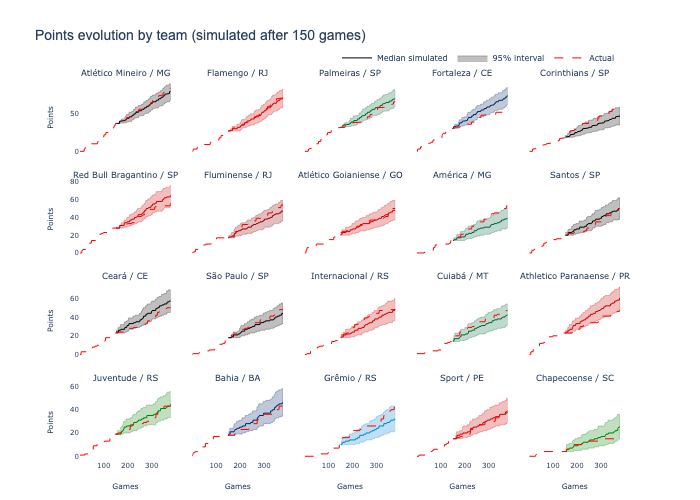 Points evolution by team (simulated after 150 games)
Median simulated 95% interval Actual
Atlético Mineiro / MG Flamengo / RJ Palmeiras / SP Fortaleza / CE Corinthians / SP
Points
50
0
Red Bull Bragantino / SP Fluminense / RJ Atlético Goianiense / GO América / MG Santos / SP
Points
80
60
40
20
0
Ceará / CE São Paulo / SP Internacional / RS Cuiabá / MT Athletico Paranaense / PR
Points
60
40
20
0
Juventude / RS Bahia / BA Grêmio / RS Sport / PE Chapecoense / SC
Points
60
40
20
0
100 200 300 100 200 300 100 200 300 100 200 300 100 200 300
Games Games Games Games Games